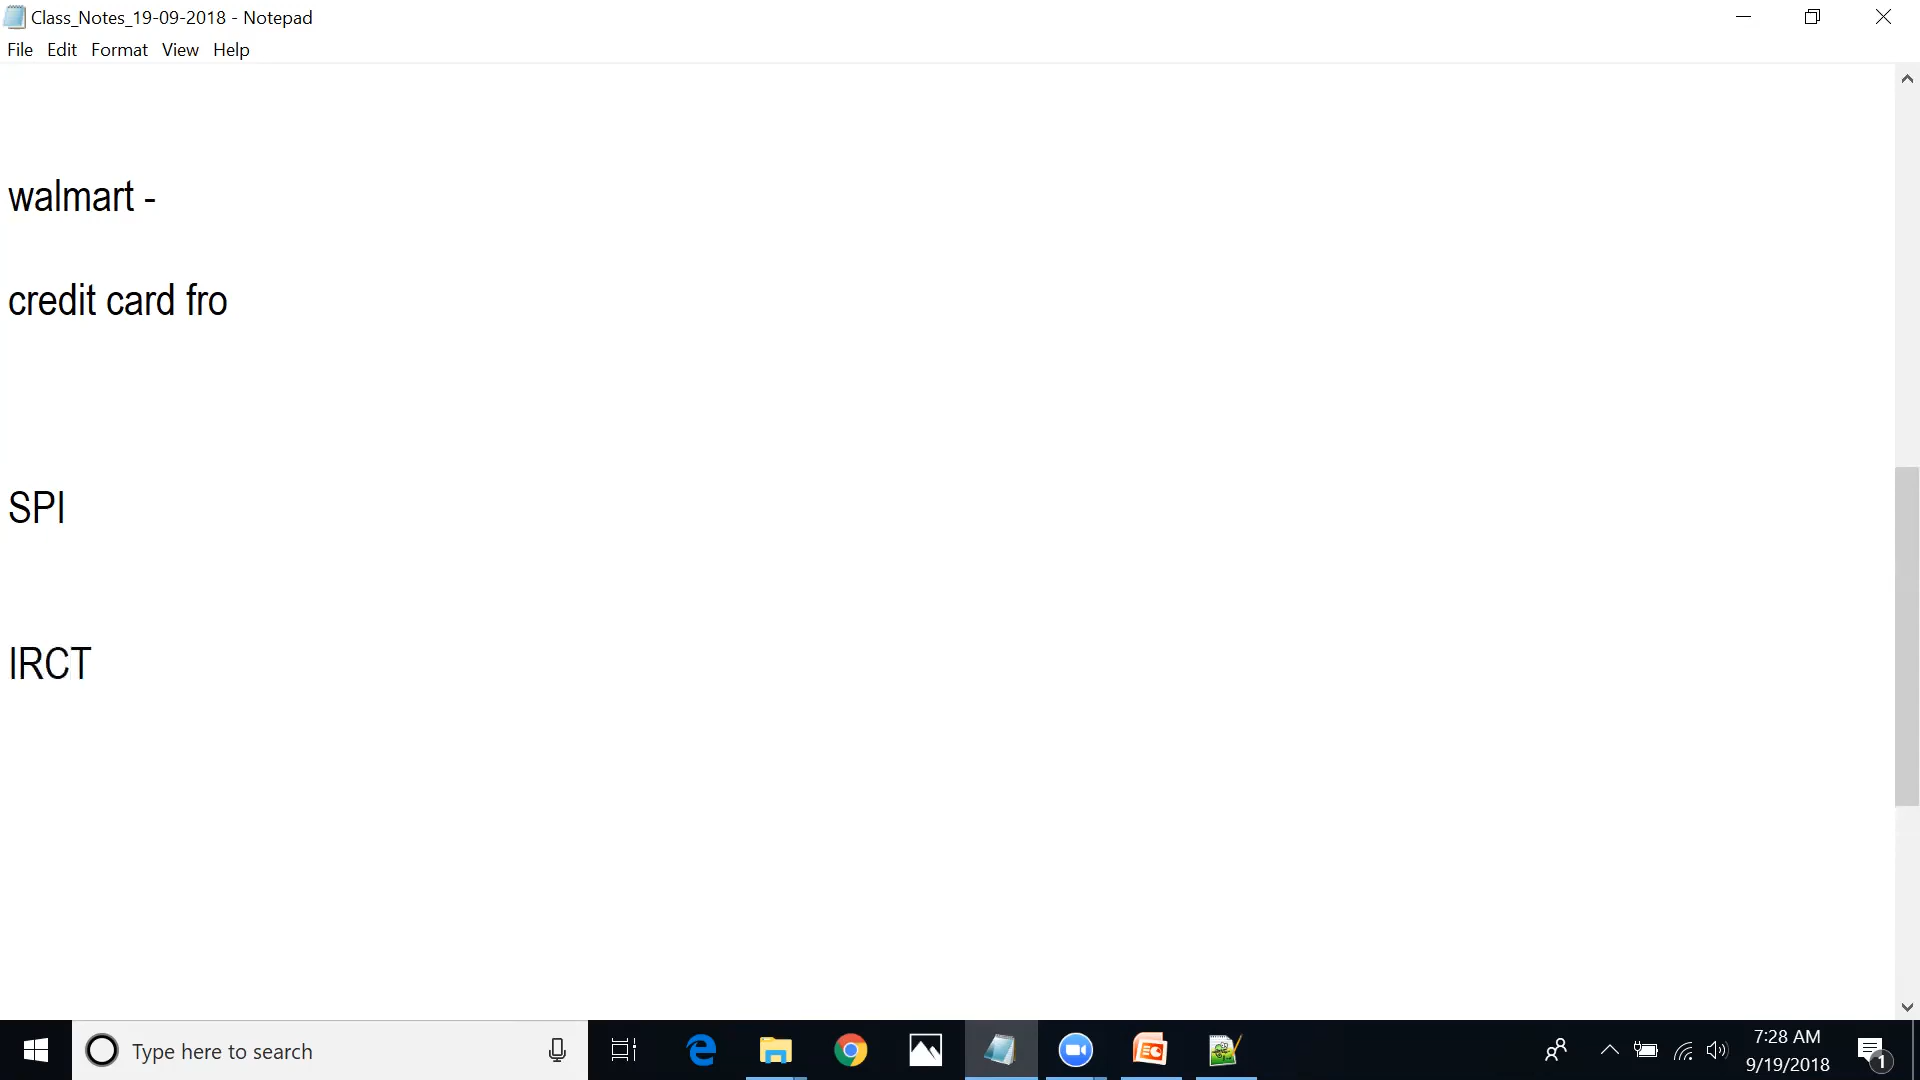 Class_Notes_19-09-2018 - Notepad
File Edit Format View Help
walmart -
credit card fro
SPI
IRCT
Type here to search
7:28 AM
9/19/2018
1